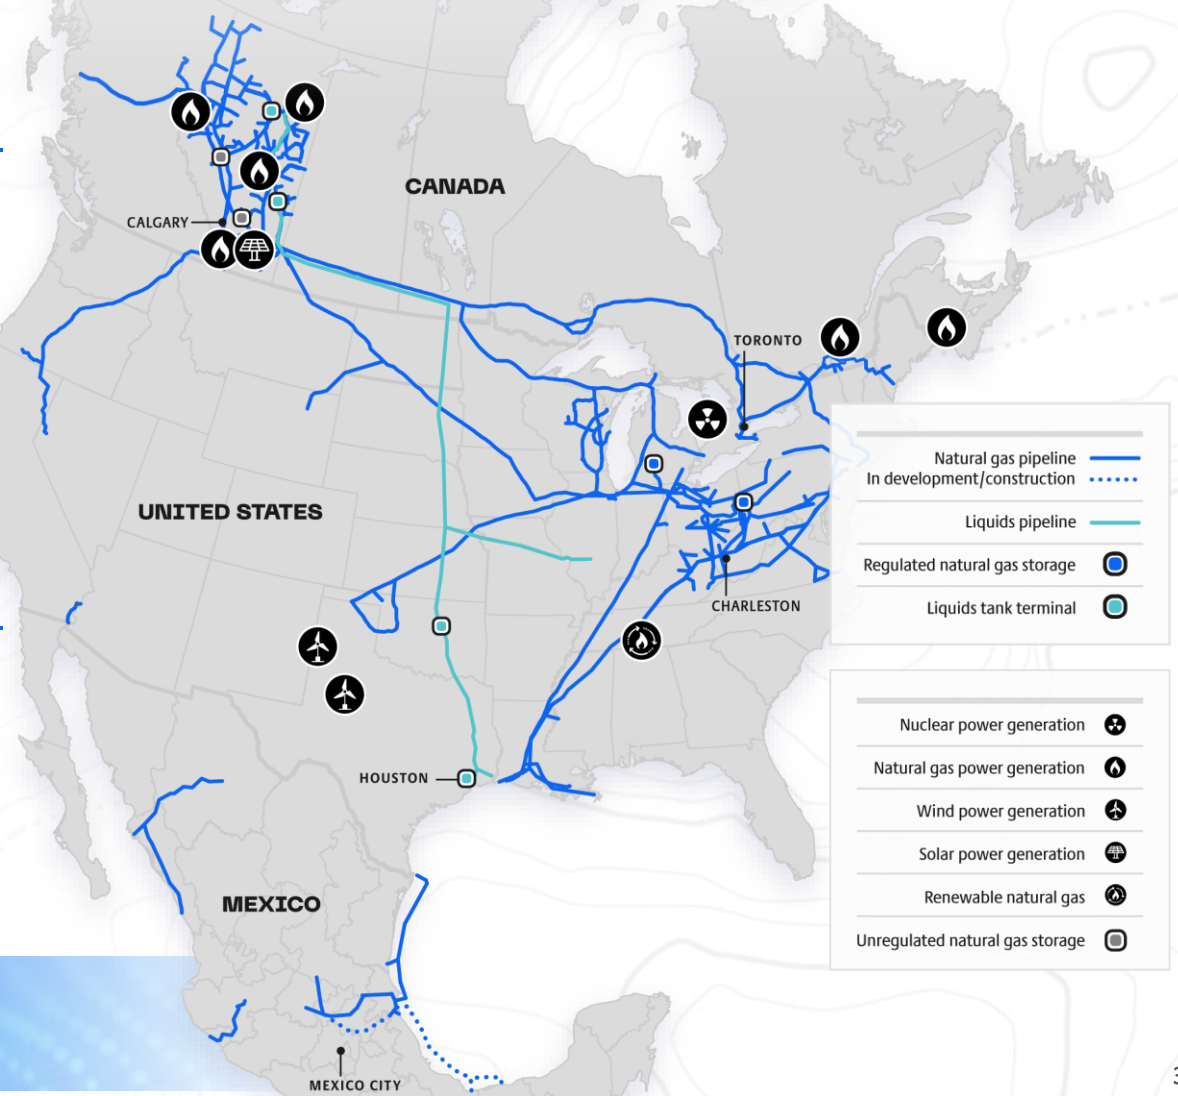 CANADA
CALGARY
TORONTO
UNITED STATES
CHARLESTON
HOUSTON
MEXICO
MEXICO CITY
Natural gas pipeline
In development/construction
Liquids pipeline
Regulated natural gas storage
Liquids tank terminal
Nuclear power generation
Natural gas power generation
Wind power generation
Solar power generation
Renewable natural gas
Unregulated natural gas storage
3